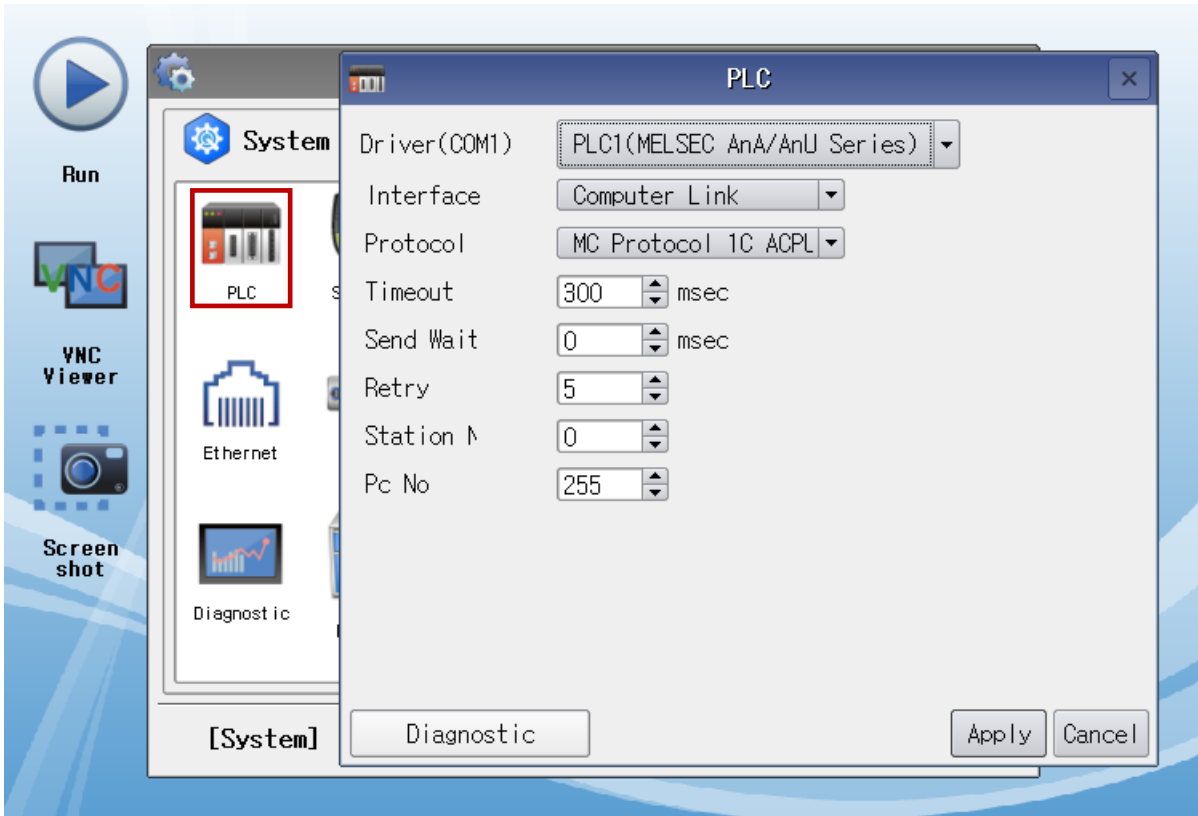 Run
VNC
VNC
Viewer
Screen
shot
System
PLC
S
Ethernet
Diagnostic
[System]
PLC
Driver(COM1)
PLC1(MELSEC AnA/AnU Series)
Interface
Computer Link
Protocol
MC Protocol 1C ACPU
Timeout
300
msec
Send Wait
0
msec
Retry
5
Station N
0
Pc No
255
Diagnostic
Apply
Cancel